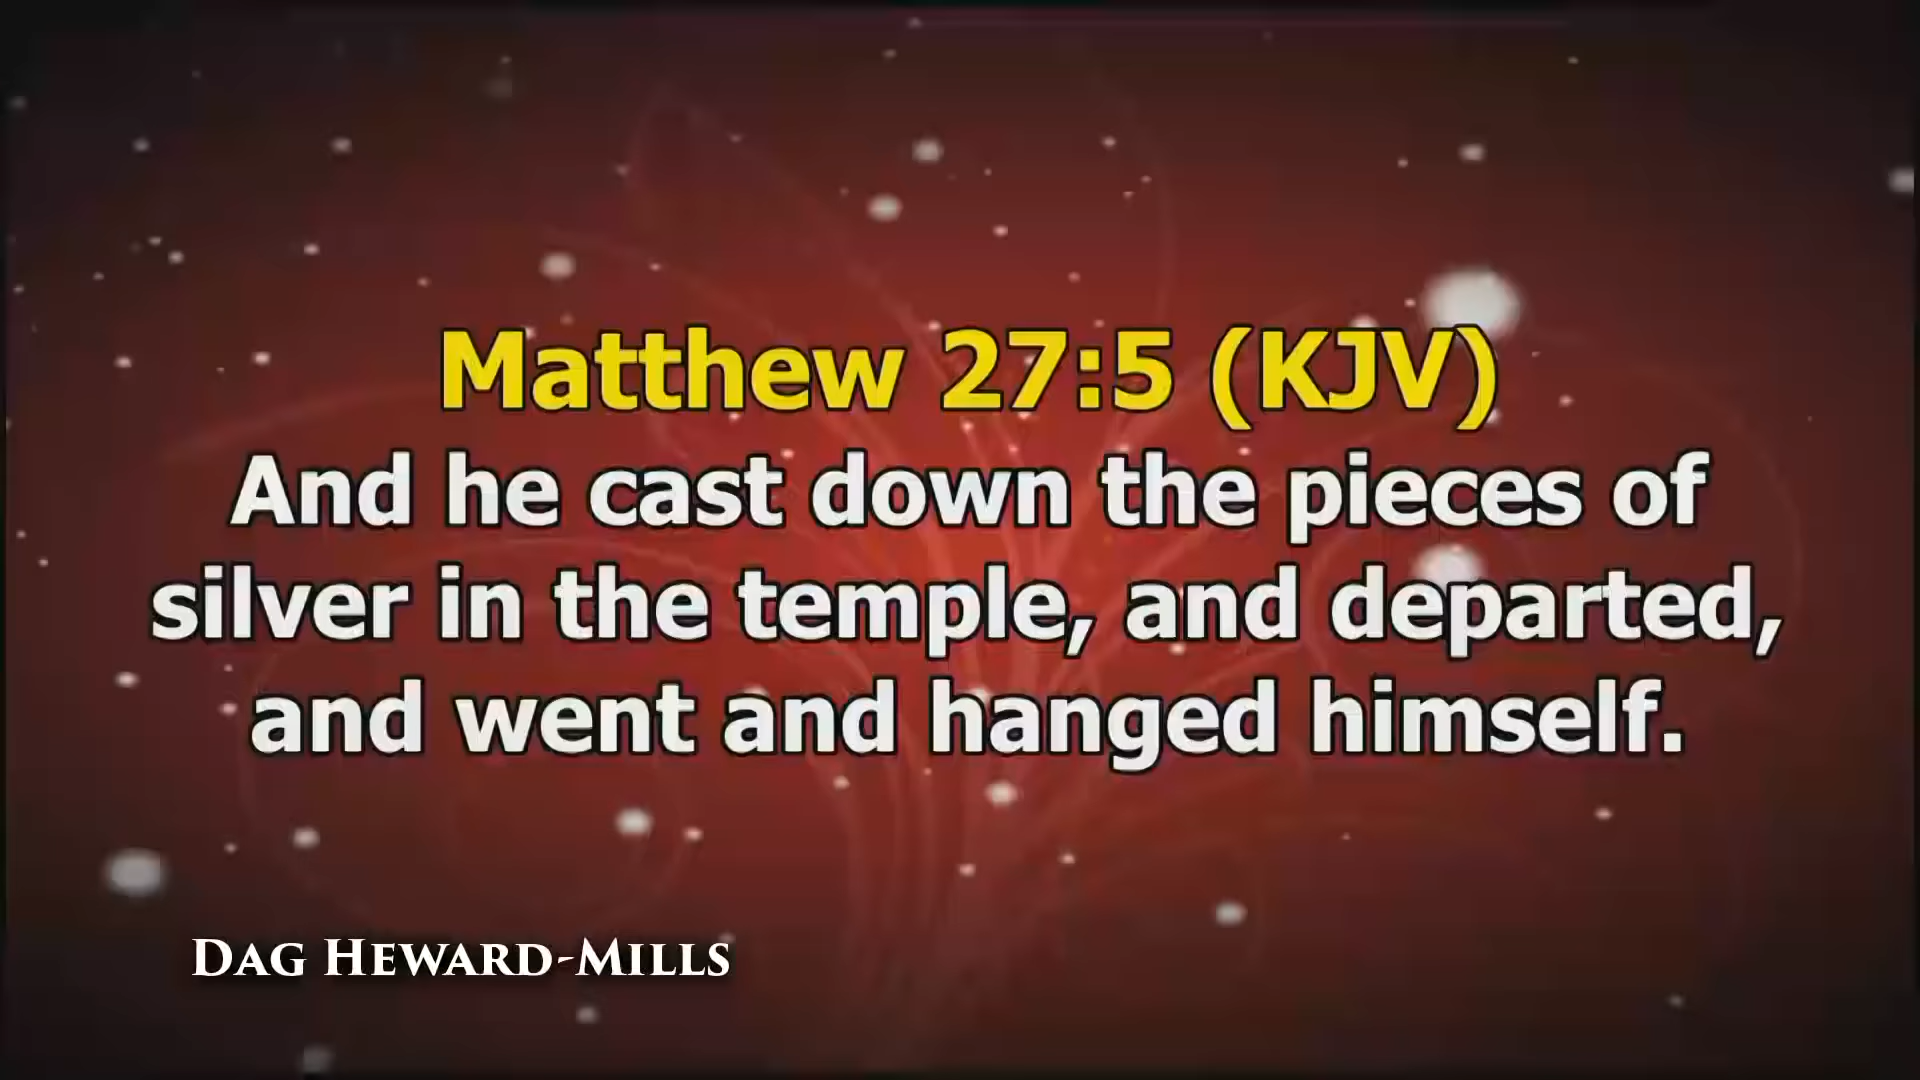 Matthew 27:5 (KJV)
And he cast down the pieces of
silver in the temple, and departed,
and went and hanged himself.
Dag Heward-Mills